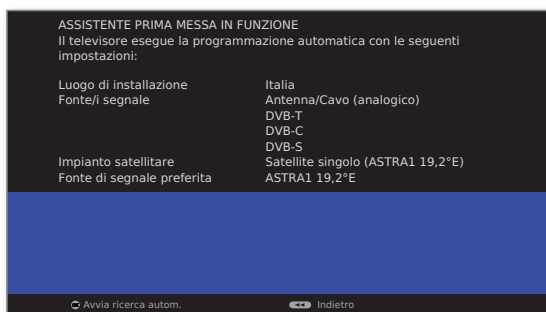 ASSISTENTE PRIMA MESSA IN FUNZIONE
Il televisore esegue la programmazione automatica con le seguenti
impostazioni:
Luogo di installazione Italia
Fonte/i segnale Antenna/Cavo (analogico)
DVB-T
DVB-C
DVB-S
Impianto satellitare Satellite singolo (ASTRA1 19,2°E)
Fonte di segnale preferita ASTRA1 19,2°E
OK Avvia ricerca autom. Indietro